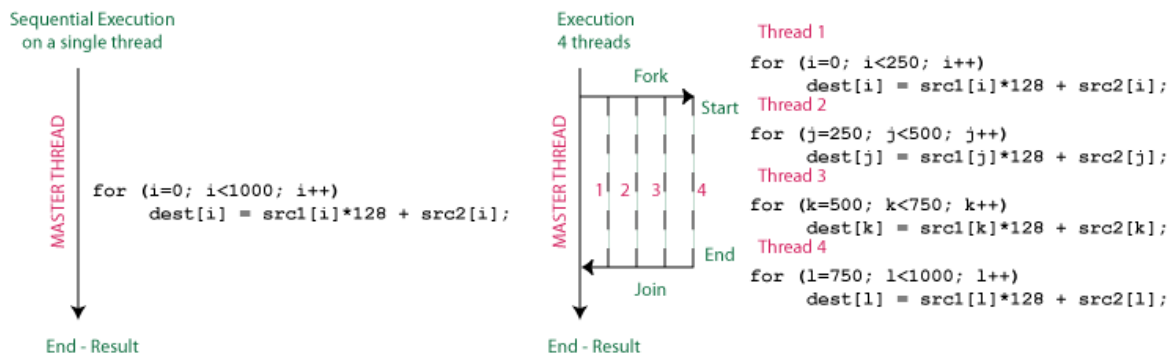 Sequential Execution
on a single thread
MASTER THREAD
for (i=0; i<1000; i++)
dest[i] = src1[i]*128 + src2[i];
End - Result
Execution
4 threads
Fork
Start
MASTER THREAD
1 2 3 4
End
Join
End - Result
Thread 1
for (i=0; i<250; i++)
dest[i] = src1[i]*128 + src2[i];
Thread 2
for (j=250; j<500; j++)
dest[j] = src1[j]*128 + src2[j];
Thread 3
for (k=500; k<750; k++)
dest[k] = src1[k]*128 + src2[k];
Thread 4
for (l=750; l<1000; l++)
dest[l] = src1[l]*128 + src2[l];